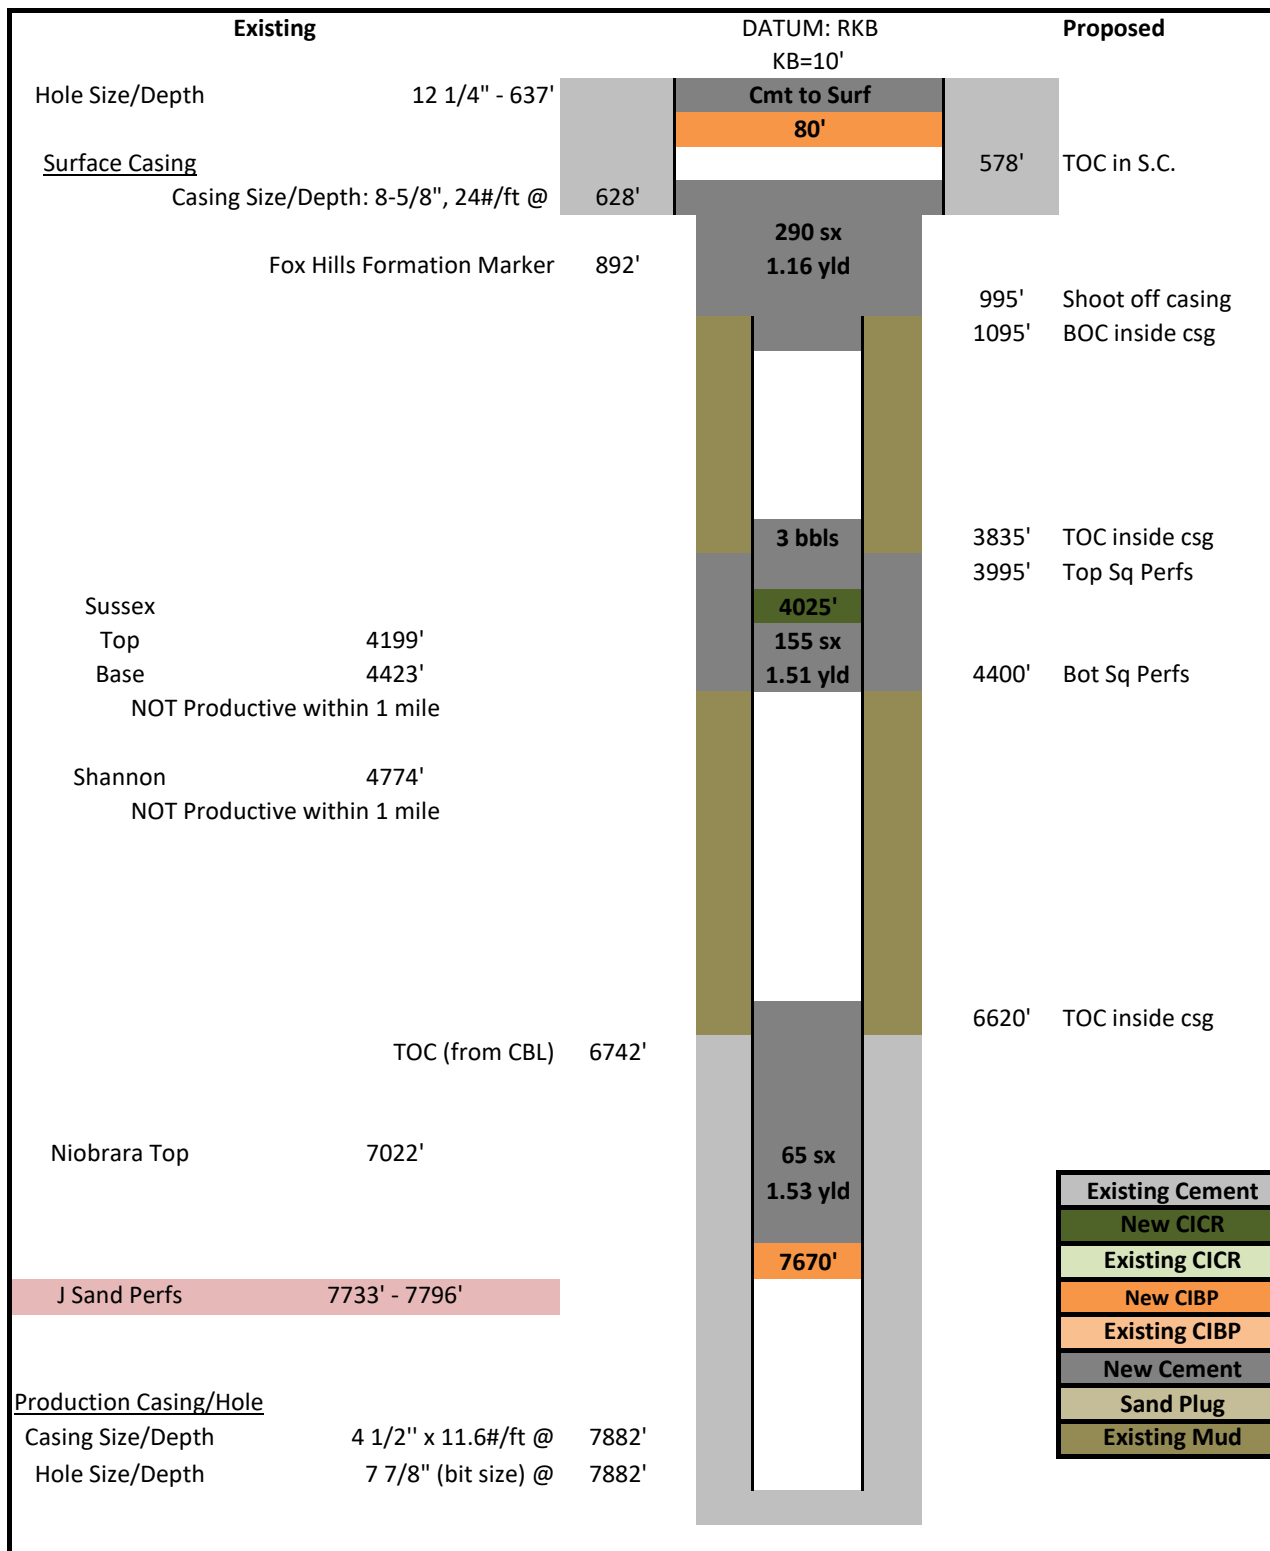 Existing DATUM: RKB Proposed
KB=10'
Hole Size/Depth 12 1/4" - 637' Cmt to Surf
80'
Surface Casing 578' TOC in S.C.
Casing Size/Depth: 8-5/8", 24#/ft @ 628'
290 sx
Fox Hills Formation Marker 892' 1.16 yld
995' Shoot off casing
1095' BOC inside csg
3 bbls 3835' TOC inside csg
3995' Top Sq Perfs
Sussex 4025'
Top 4199' 155 sx
Base 4423' 1.51 yld 4400' Bot Sq Perfs
NOT Productive within 1 mile
Shannon 4774'
NOT Productive within 1 mile
6620' TOC inside csg
TOC (from CBL) 6742'
Niobrara Top 7022' 65 sx
1.53 yld Existing Cement
New CICR
7670' Existing CICR
J Sand Perfs 7733' - 7796' New CIBP
Existing CIBP
New Cement
Production Casing/Hole Sand Plug
Casing Size/Depth 4 1/2'' x 11.6#/ft @ 7882' Existing Mud
Hole Size/Depth 7 7/8" (bit size) @ 7882'